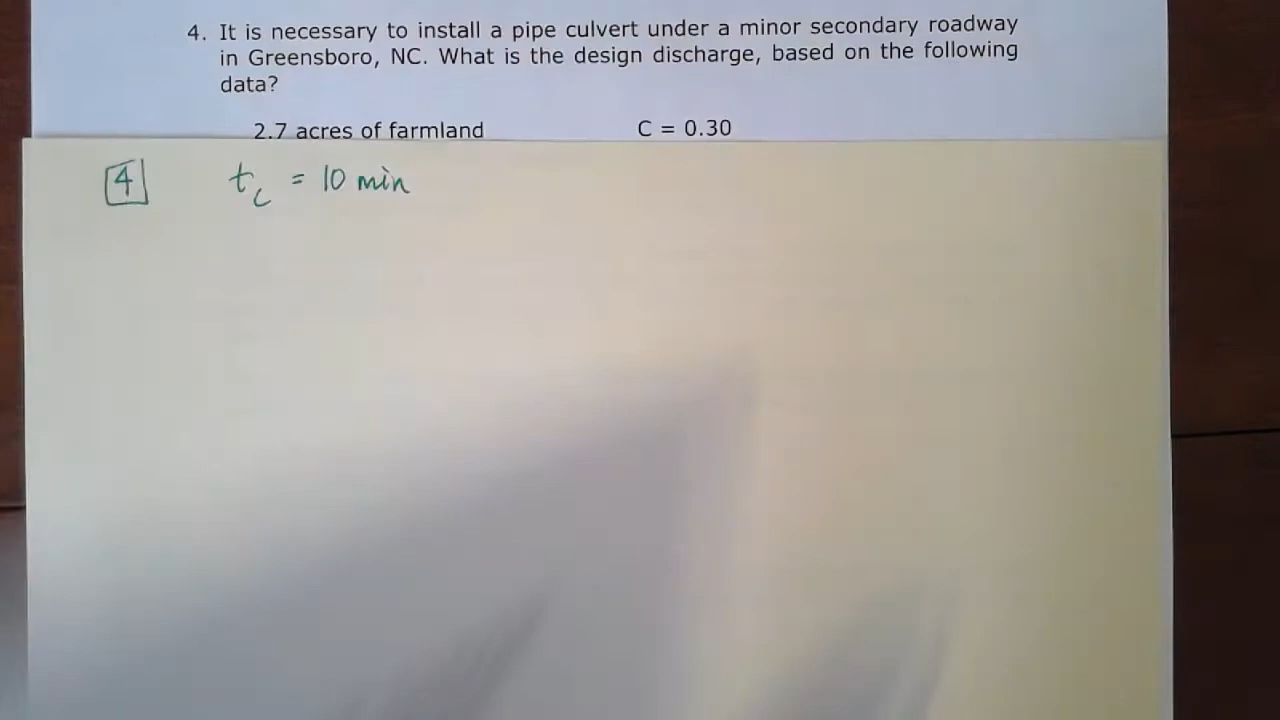 4. It is necessary to install a pipe culvert under a minor secondary roadway
in Greensboro, NC. What is the design discharge, based on the following
data?
2.7 acres of farmland C = 0.30
4 tc = 10 min